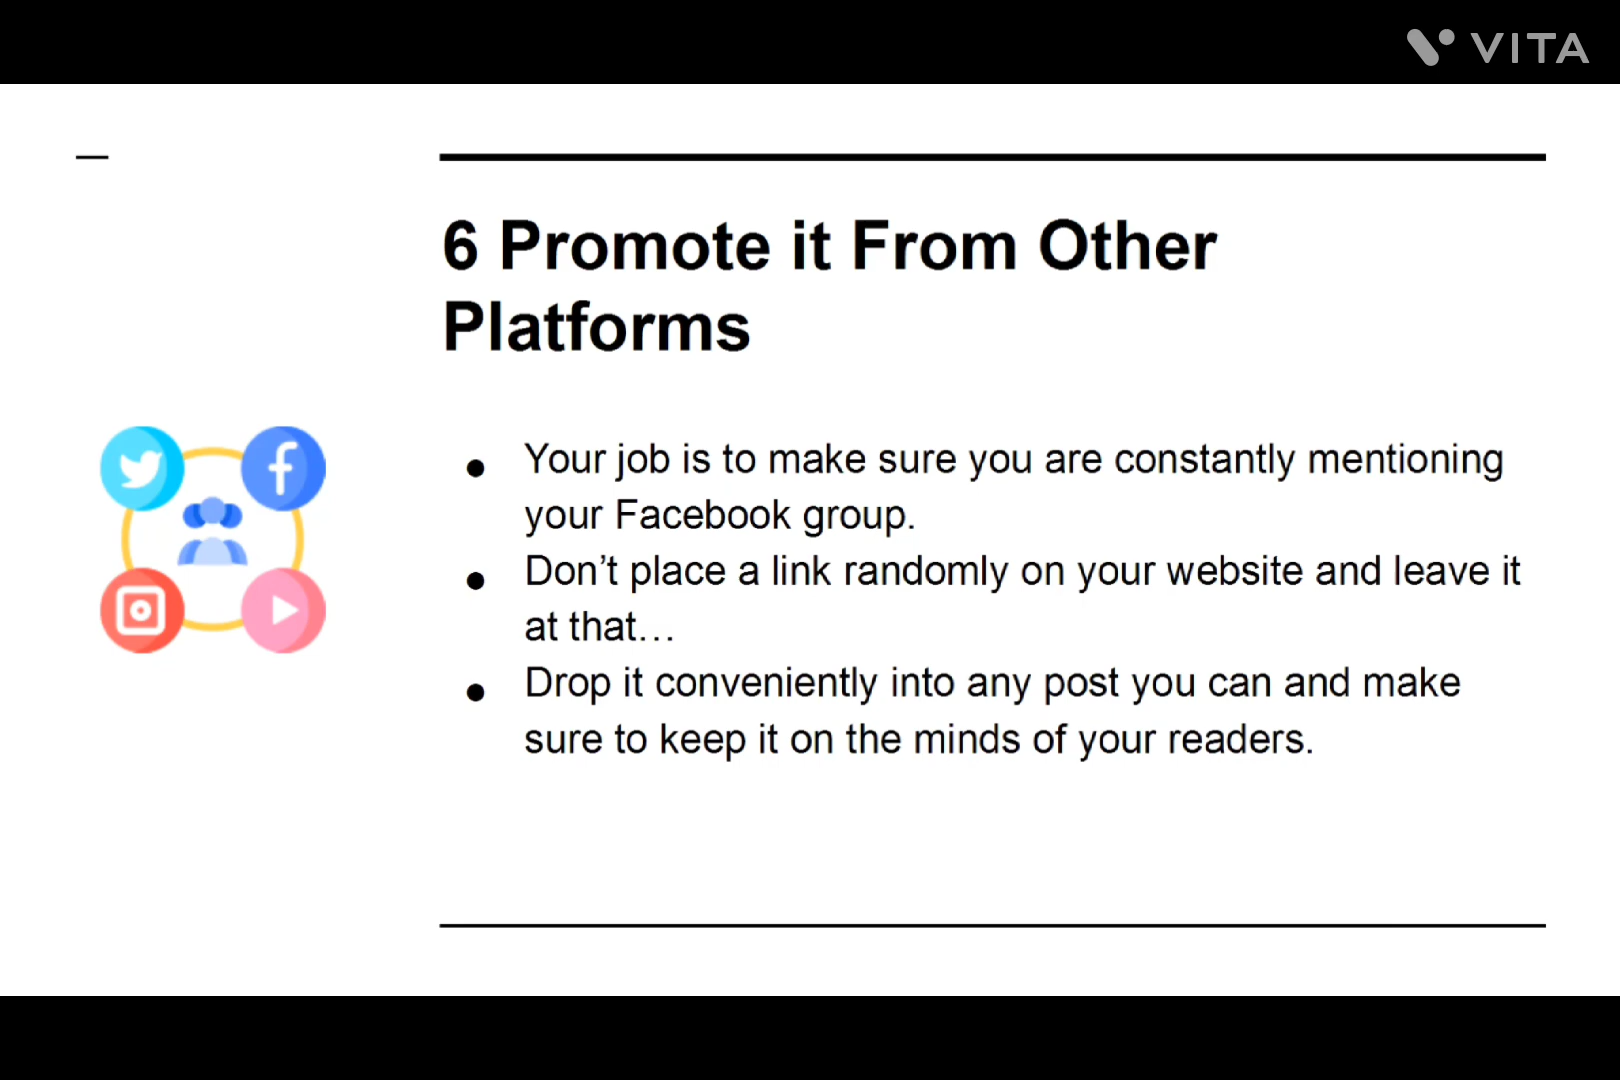 VITA
6 Promote it From Other
Platforms
● Your job is to make sure you are constantly mentioning
your Facebook group.
● Don’t place a link randomly on your website and leave it
at that…
● Drop it conveniently into any post you can and make
sure to keep it on the minds of your readers.